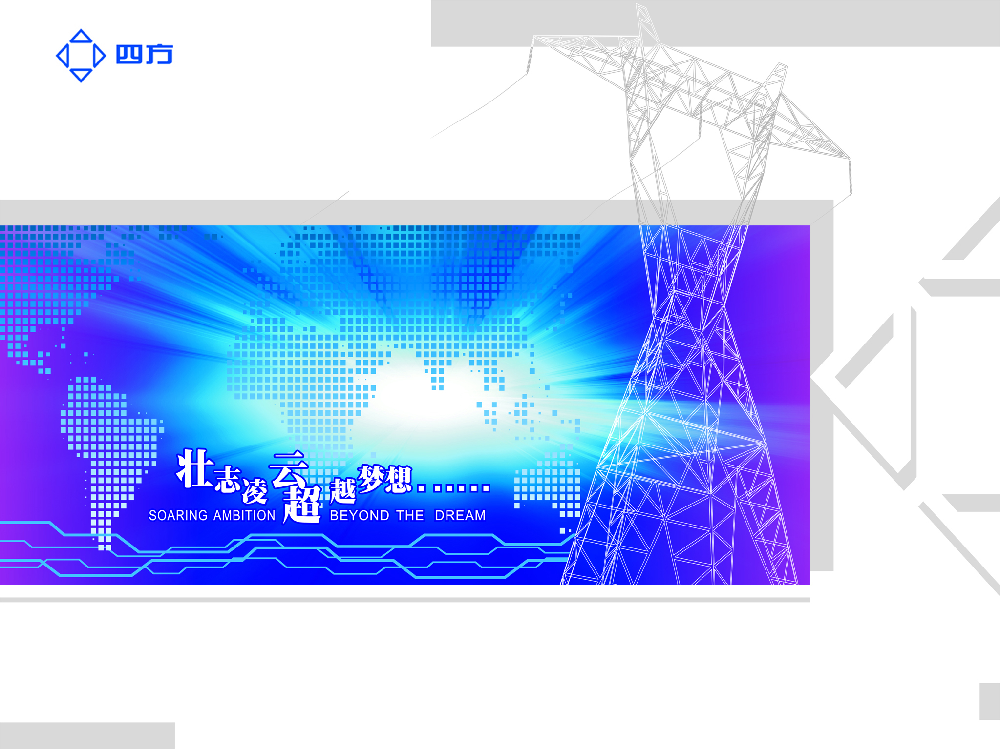 四方
壮志凌云超越梦想......
SOARING AMBITION BEYOND THE DREAM